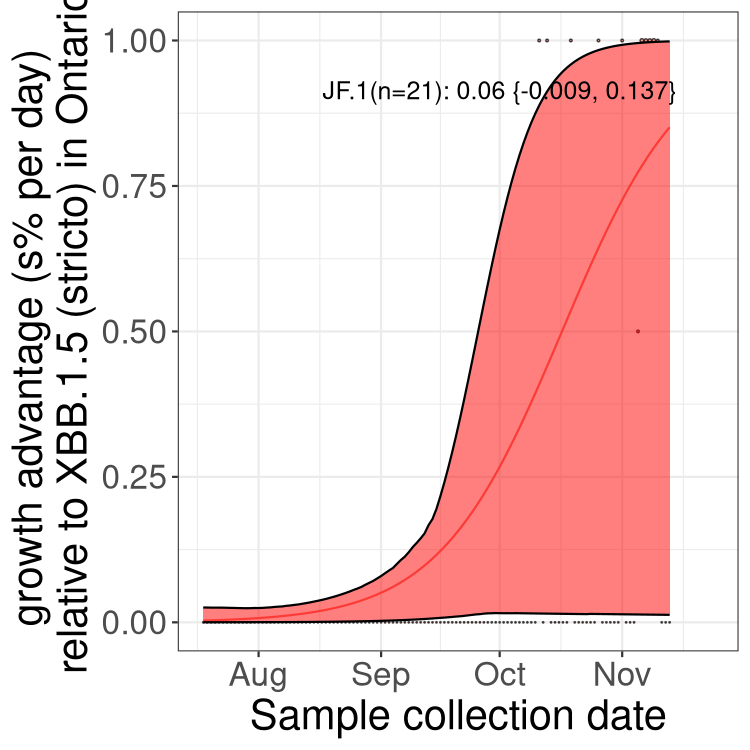 growth advantage (s% per day)
relative to XBB.1.5 (stricto) in Ontario
1.00
0.75
0.50
0.25
0.00
JF.1(n=21): 0.06 {-0.009, 0.137}
Aug Sep Oct Nov
Sample collection date